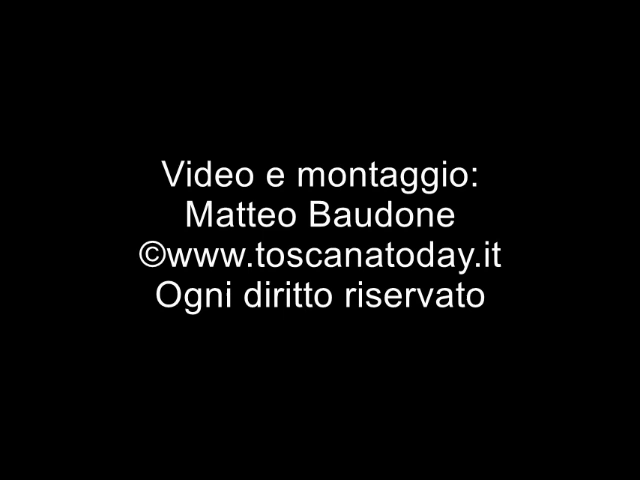 Video e montaggio:
Matteo Baudone
©www.toscanatoday.it
Ogni diritto riservato